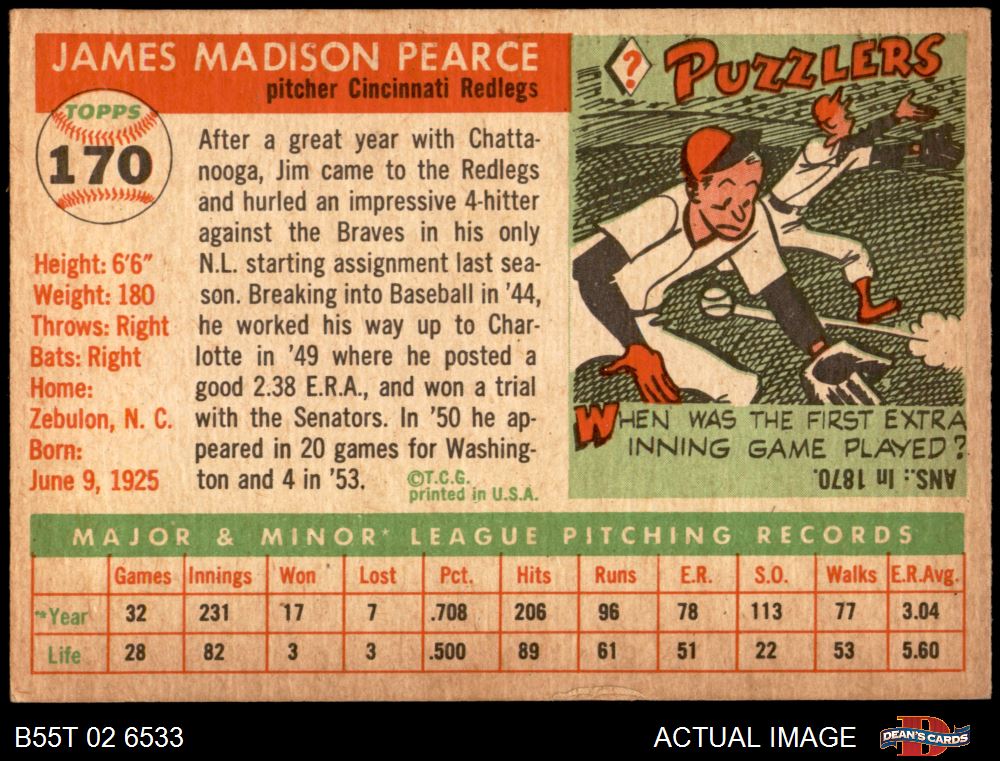 JAMES MADISON PEARCE
pitcher Cincinnati Redlegs
TOPPS
170
Height: 6'6"
Weight: 180
Throws: Right
Bats: Right
Home:
Zebulon, N. C.
Born:
June 9, 1925
After a great year with Chatta-
nooga, Jim came to the Redlegs
and hurled an impressive 4-hitter
against the Braves in his only
N.L. starting assignment last sea-
son. Breaking into Baseball in '44,
he worked his way up to Char-
lotte in '49 where he posted a
good 2.38 E.R.A., and won a trial
with the Senators. In '50 he ap-
peared in 20 games for Washing-
ton and 4 in '53.
©T.C.G.
printed in U.S.A.
? PUZZLERS
WHEN WAS THE FIRST EXTRA
INNING GAME PLAYED?
ANS.: In 1870.
MAJOR & MINOR* LEAGUE PITCHING RECORDS
Games Innings Won Lost Pct. Hits Runs E.R. S.O. Walks E.R.Avg.
**Year 32 231 17 7 .708 206 96 78 113 77 3.04
Life 28 82 3 3 .500 89 61 51 22 53 5.60
B55T 02 6533
ACTUAL IMAGE
D
DEAN'S CARDS